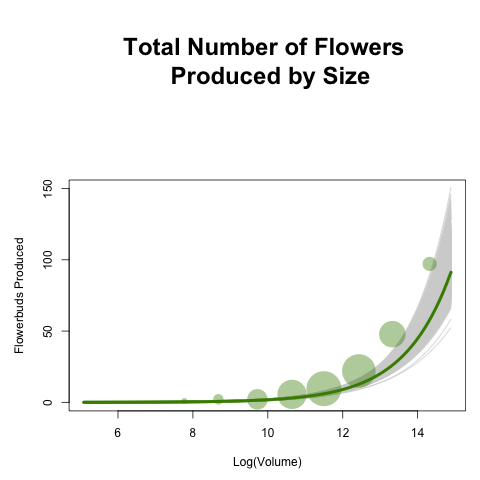 Total Number of Flowers
Produced by Size
150
100
50
0
Flowerbuds Produced
6 8 10 12 14
Log(Volume)